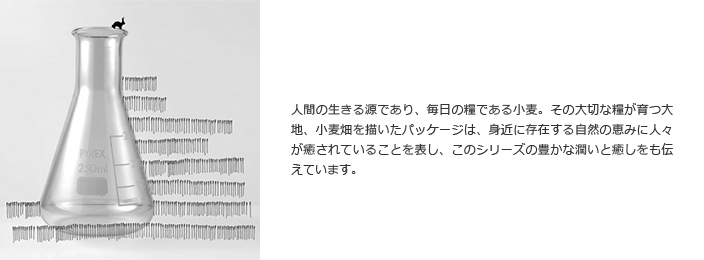 PYREX
250ml
人間の生きる源であり、毎日の糧である小麦。その大切な糧が育つ大
地、小麦畑を描いたパッケージは、身近に存在する自然の恵みに人々
が癒されていることを表し、このシリーズの豊かな潤いと癒しをも伝
えています。